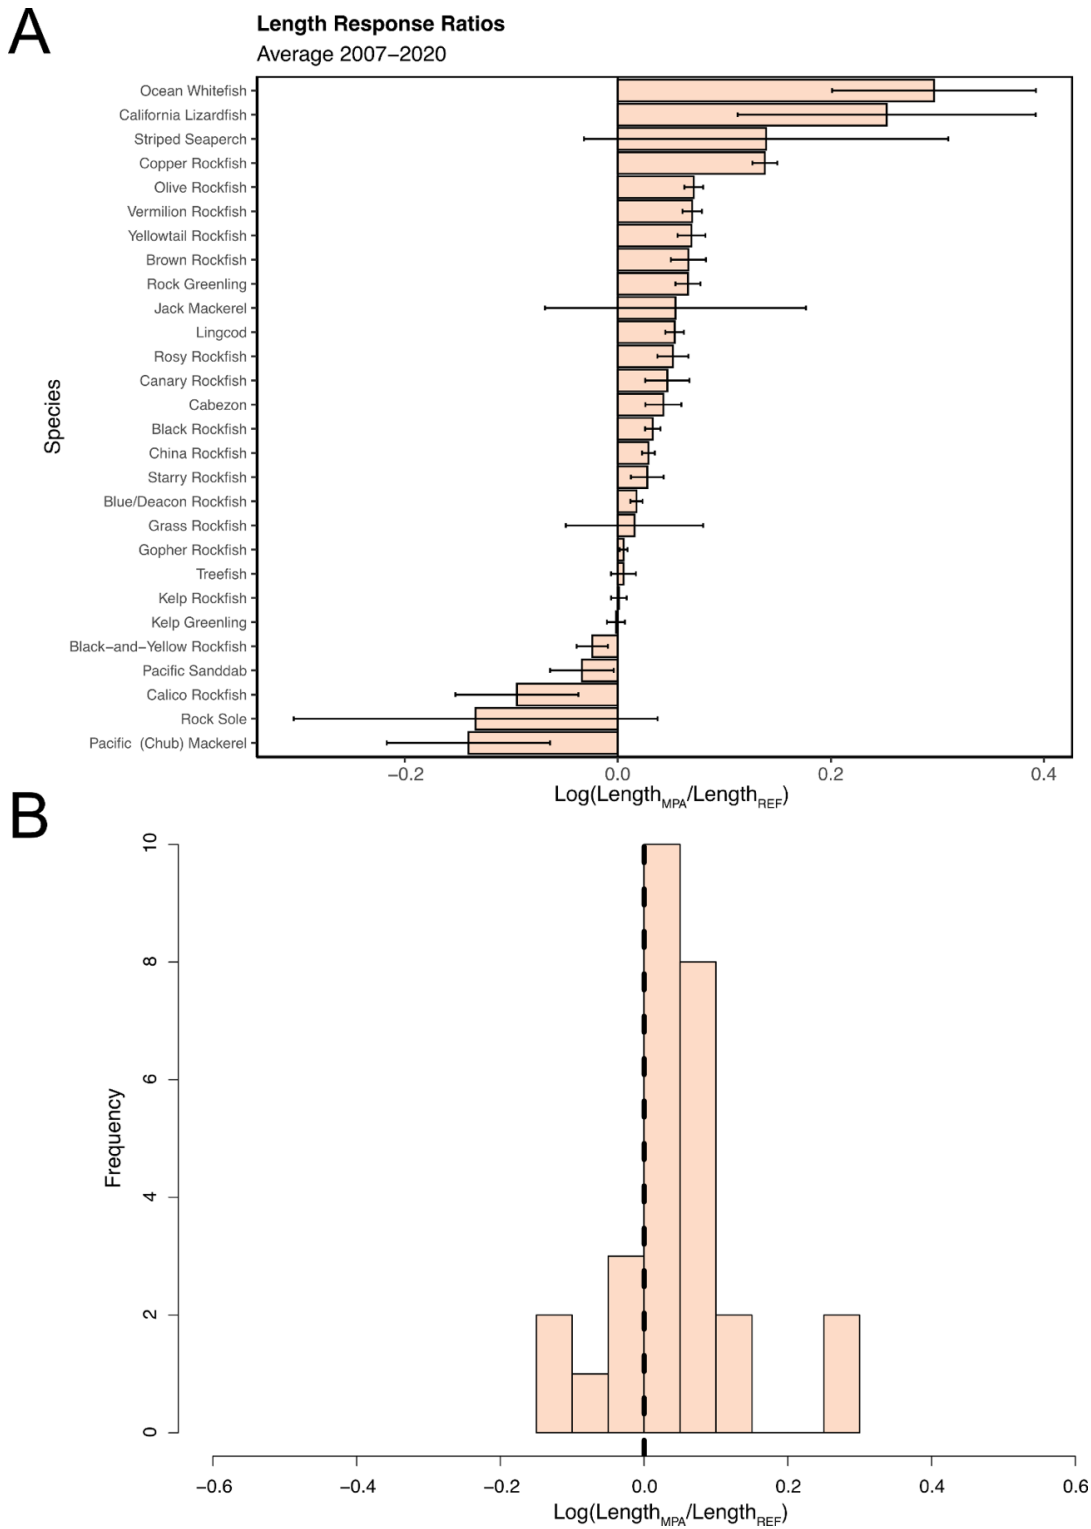 A
Length Response Ratios
Average 2007−2020
Species
Ocean Whitefish
California Lizardfish
Striped Seaperch
Copper Rockfish
Olive Rockfish
Vermilion Rockfish
Yellowtail Rockfish
Brown Rockfish
Rock Greenling
Jack Mackerel
Lingcod
Rosy Rockfish
Canary Rockfish
Cabezon
Black Rockfish
China Rockfish
Starry Rockfish
Blue/Deacon Rockfish
Grass Rockfish
Gopher Rockfish
Treefish
Kelp Rockfish
Kelp Greenling
Black−and−Yellow Rockfish
Pacific Sanddab
Calico Rockfish
Rock Sole
Pacific (Chub) Mackerel
−0.2 0.0 0.2 0.4
Log(Length_MPA/Length_REF)
B
Frequency
10
8
6
4
2
0
−0.6 −0.4 −0.2 0.0 0.2 0.4 0.6
Log(Length_MPA/Length_REF)